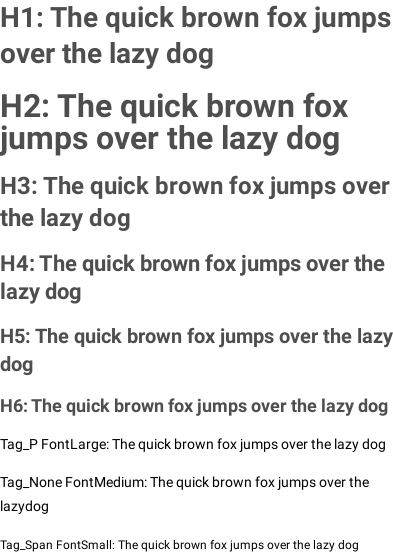 H1: The quick brown fox jumps
over the lazy dog
H2: The quick brown fox
jumps over the lazy dog
H3: The quick brown fox jumps over
the lazy dog
H4: The quick brown fox jumps over the
lazy dog
H5: The quick brown fox jumps over the lazy
dog
H6: The quick brown fox jumps over the lazy dog
Tag_P FontLarge: The quick brown fox jumps over the lazy dog
Tag_None FontMedium: The quick brown fox jumps over the
lazydog
Tag_Span FontSmall: The quick brown fox jumps over the lazy dog